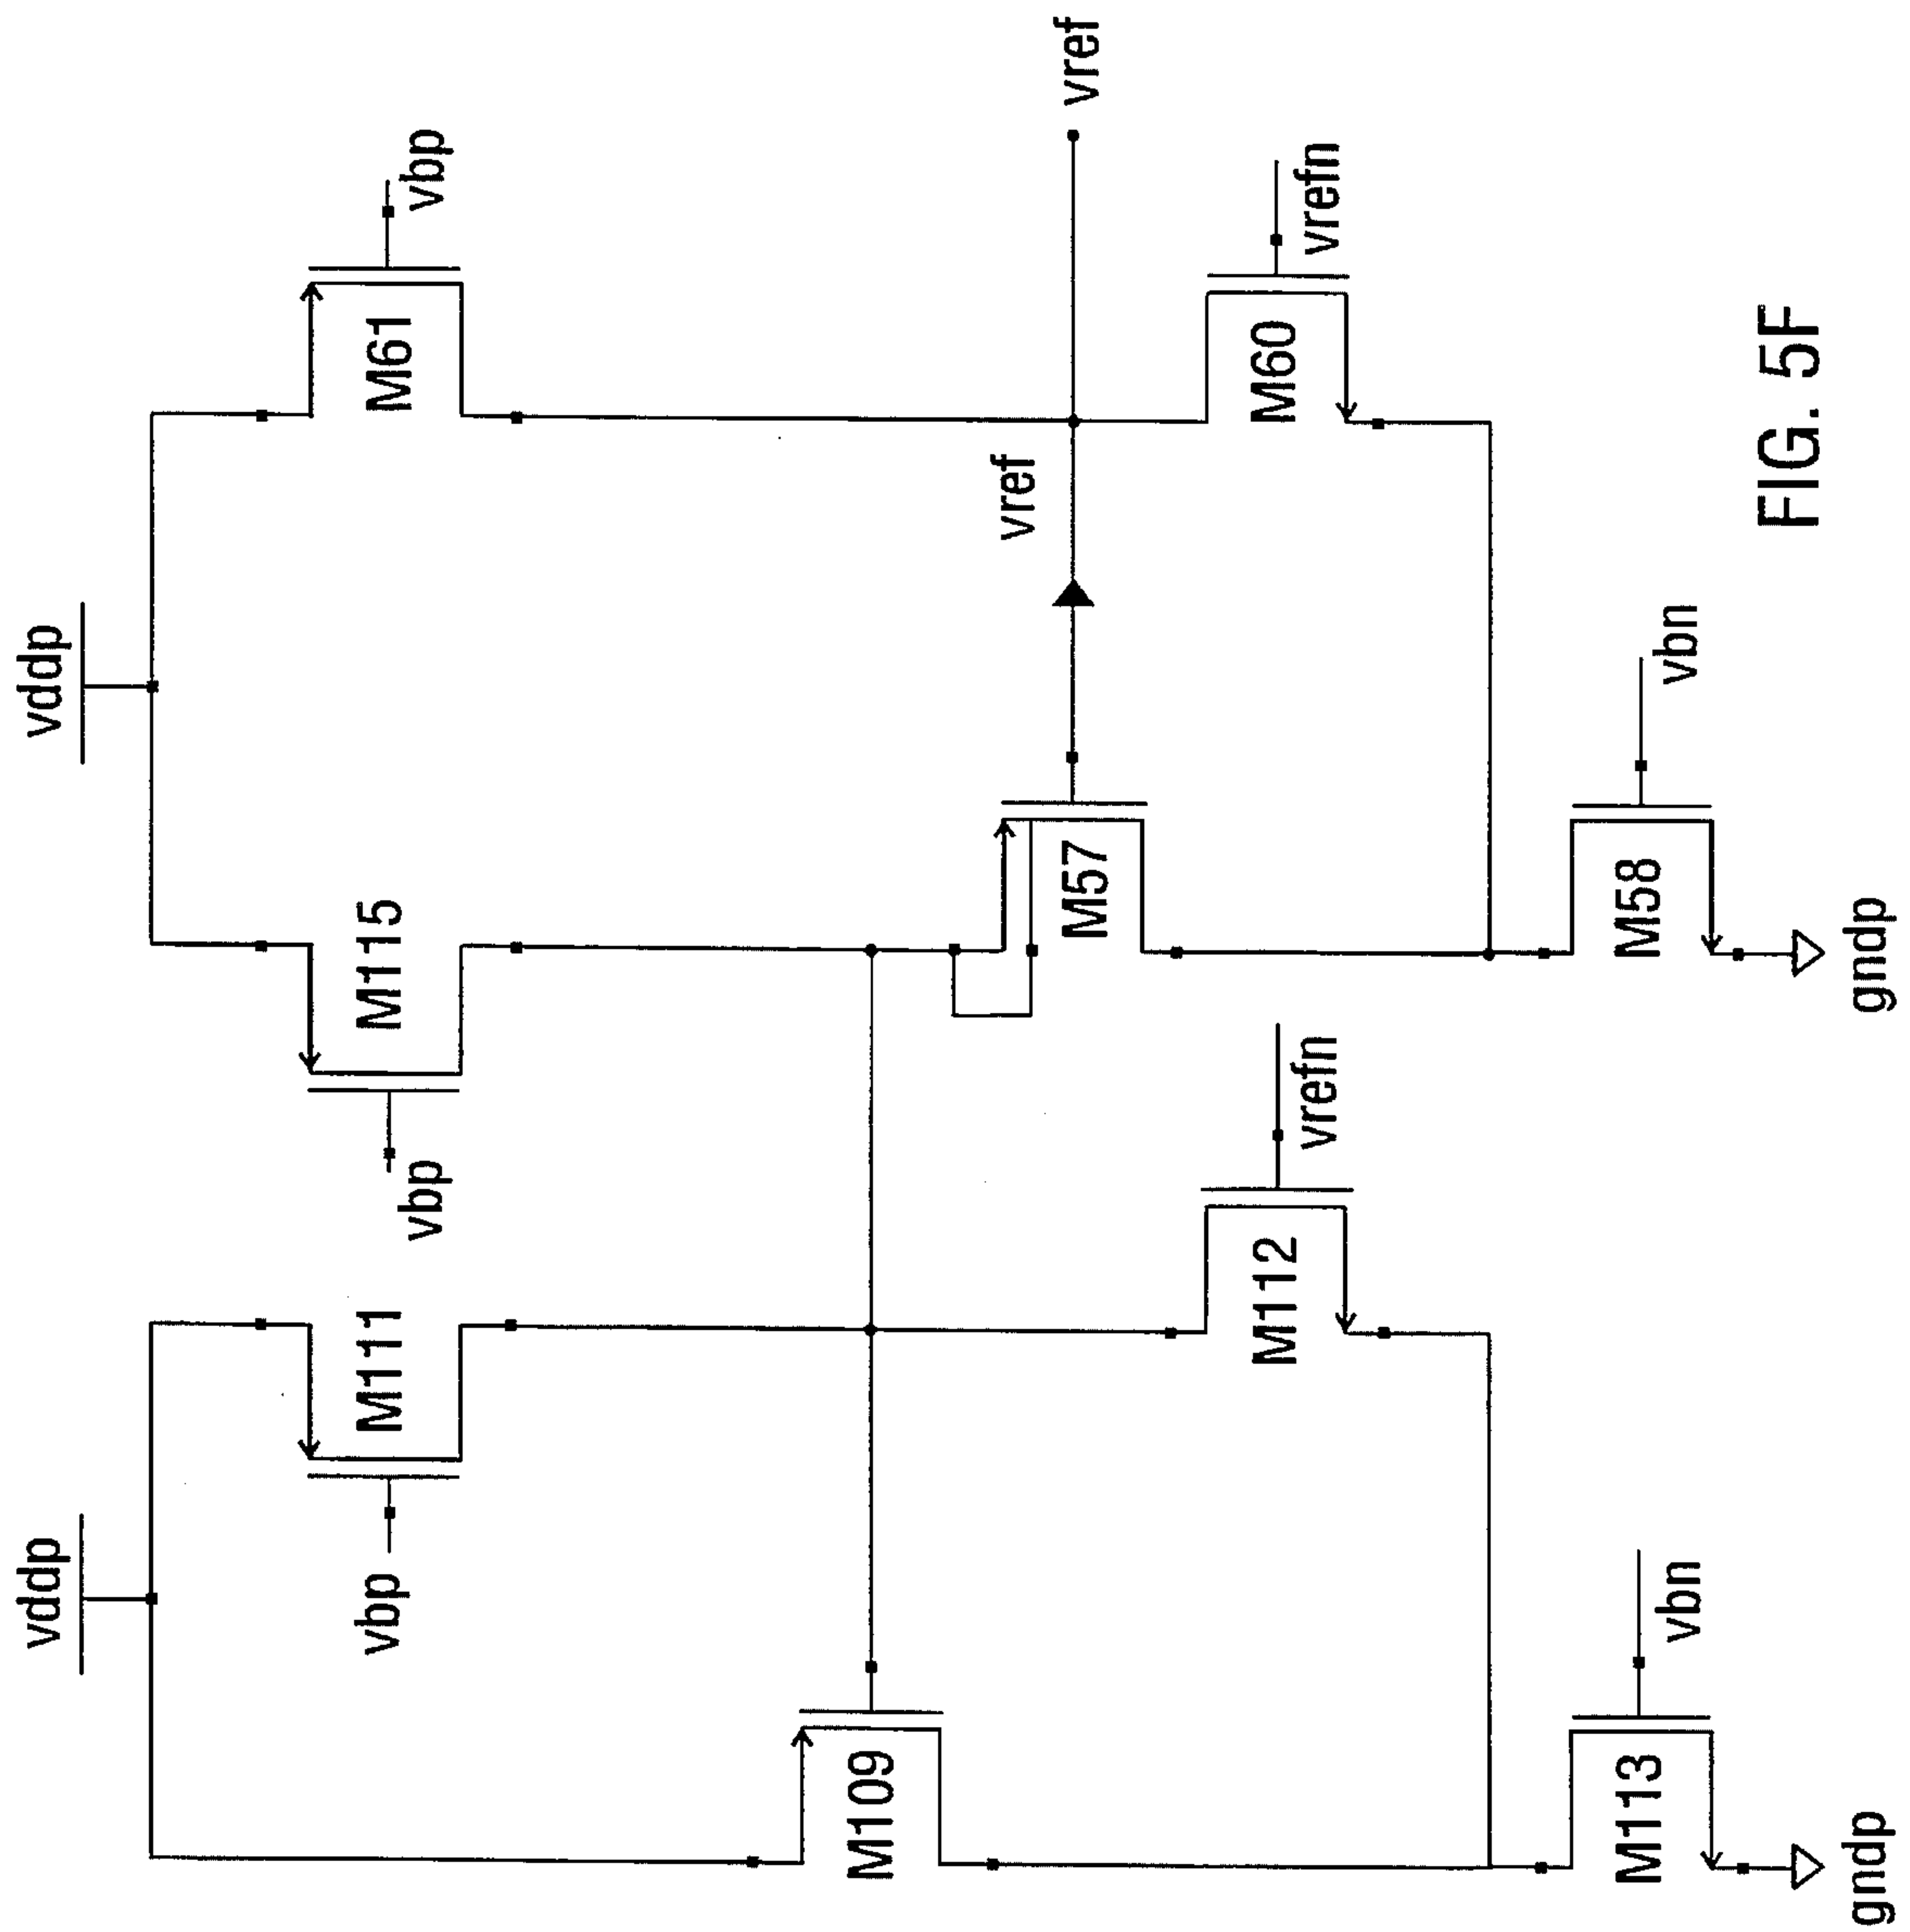 vddp
vddp
vbp
M111
vbp
M115
M61
vbp
M109
M57
vref
vref
M112
vrefn
M60
vrefn
M113
vbn
M58
vbn
gndp
gndp
FIG. 5F